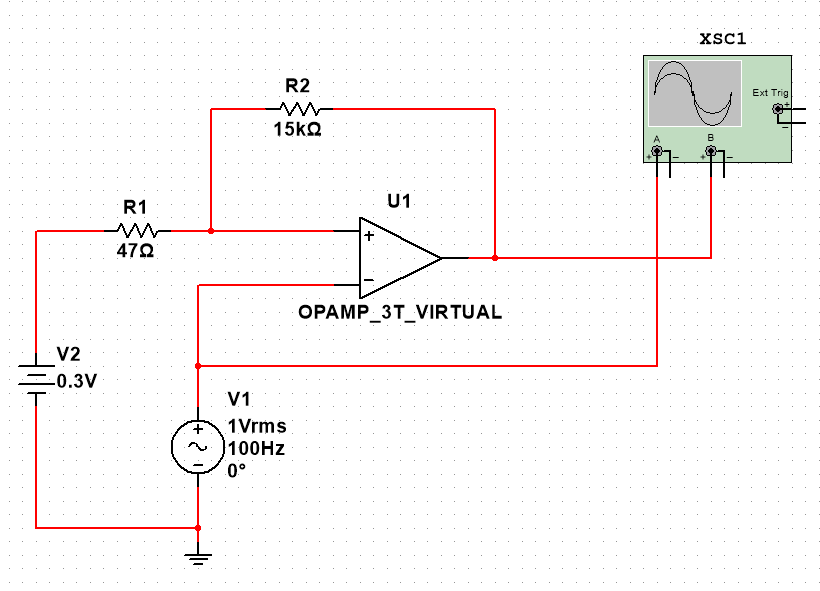 XSC1
R2
15kΩ
Ext Trig
+
−
A
B
+ −
+ −
R1
47Ω
U1
+
−
OPAMP_3T_VIRTUAL
V2
0.3V
V1
1Vrms
100Hz
0°
+
−